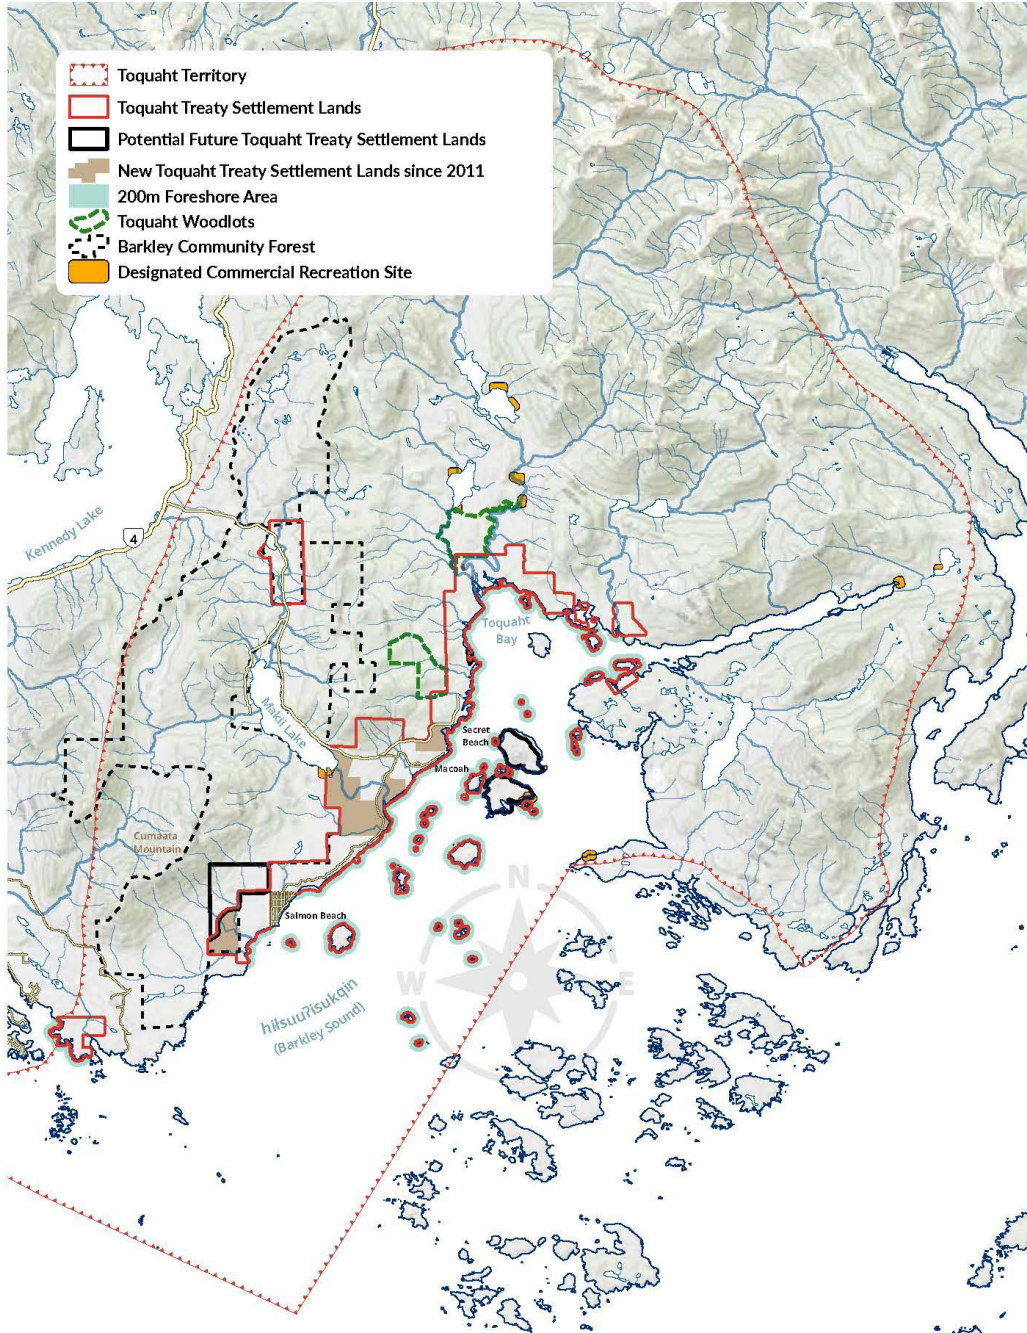 Toquaht Territory
Toquaht Treaty Settlement Lands
Potential Future Toquaht Treaty Settlement Lands
New Toquaht Treaty Settlement Lands since 2011
200m Foreshore Area
Toquaht Woodlots
Barkley Community Forest
Designated Commercial Recreation Site
Kennedy Lake
4
Toquaht
Bay
Makii Lake
Secret
Beach
Macoah
Cumaata
Mountain
Salmon Beach
N
W
E
hiłsuuʔisukqin
(Barkley Sound)